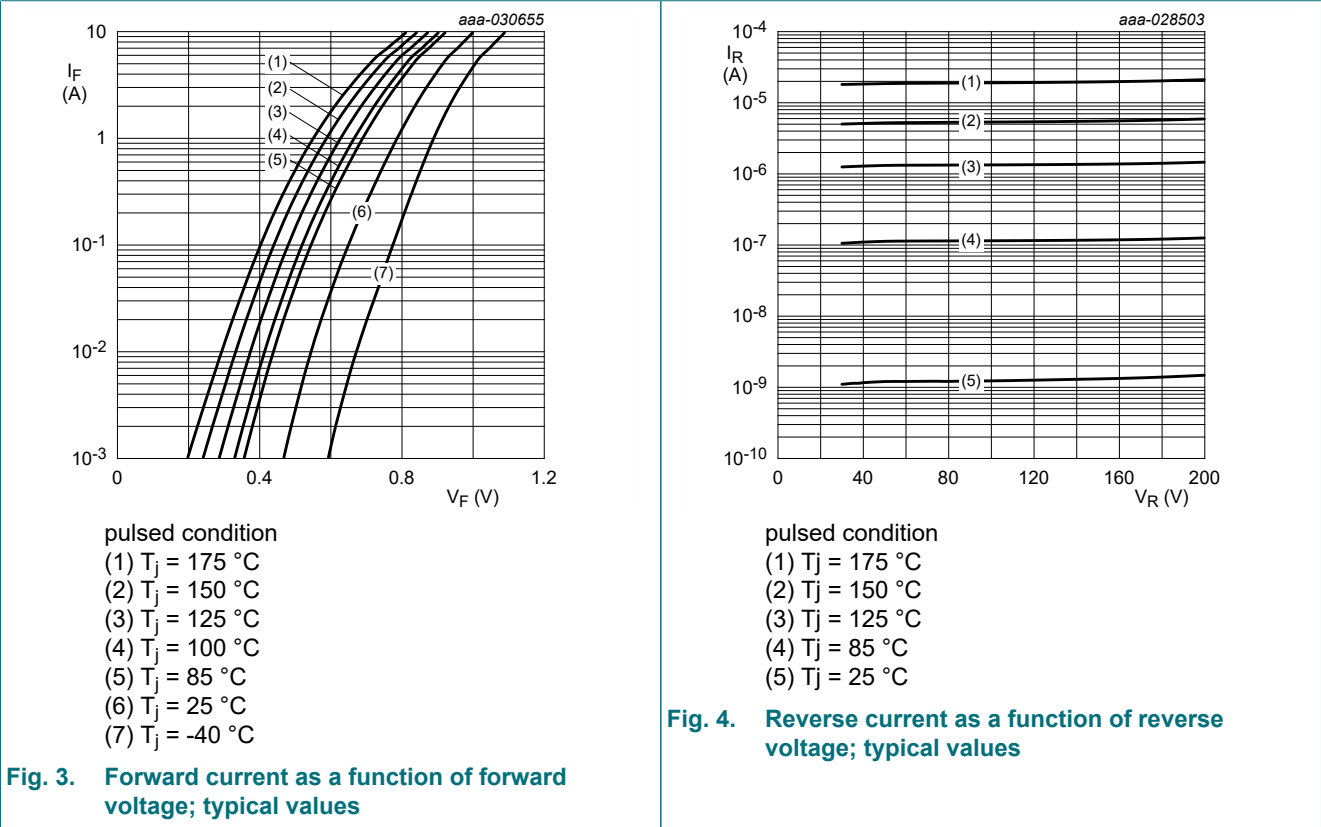 aaa-030655
10
I_F
(A)
1
10^-1
10^-2
10^-3
(1)
(2)
(3)
(4)
(5)
(6)
(7)
0
0.4
0.8
1.2
V_F (V)
pulsed condition
(1) T_j = 175 °C
(2) T_j = 150 °C
(3) T_j = 125 °C
(4) T_j = 100 °C
(5) T_j = 85 °C
(6) T_j = 25 °C
(7) T_j = -40 °C
Fig. 3. Forward current as a function of forward
voltage; typical values
aaa-028503
10^-4
I_R
(A)
10^-5
10^-6
10^-7
10^-8
10^-9
10^-10
(1)
(2)
(3)
(4)
(5)
0
40
80
120
160
200
V_R (V)
pulsed condition
(1) Tj = 175 °C
(2) Tj = 150 °C
(3) Tj = 125 °C
(4) Tj = 85 °C
(5) Tj = 25 °C
Fig. 4. Reverse current as a function of reverse
voltage; typical values